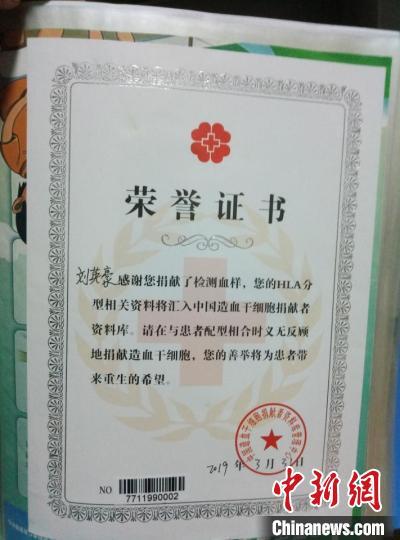 荣誉证书
刘英豪感谢您捐献了检测血样，您的HLA分
型相关资料将汇入中国造血干细胞捐献者
资料库。请在与患者配型相合时义无反顾
地捐献造血干细胞，您的善举将为患者带
来重生的希望。
2019年3月3日
NO
7711990002
中新网
Chinanews.com